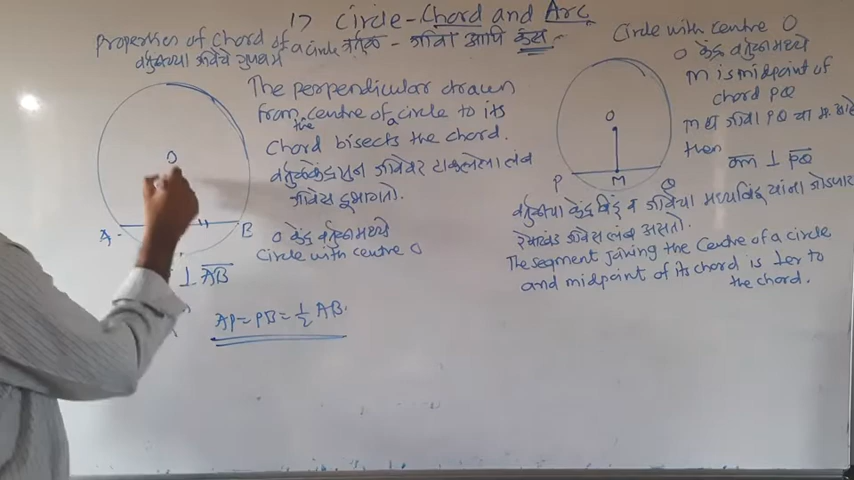 17 Circle - Chord and Arc
Properties of Chord of a circle वर्तुळ - जीवा आणि कंस
वर्तुळाच्या जीवेचे गुणधर्म
The perpendicular drawn
from the centre of a circle to its
chord bisects the chord.
वर्तुळकेंद्रातून जीवेवर टाकलेला लंब
जीवेस दुभागतो.
O केंद्र वर्तुळामध्ये
Circle with centre O
O
A
B
⊥ AB
AP = PB = 1/2 AB.
Circle with centre O
O केंद्र वर्तुळामध्ये
M is midpoint of
chord PQ
M हा जीवा PQ चा म.
then
OM ⊥ PQ
O
P
M
Q
वर्तुळाचा केंद्रबिंदू व जीवेचा मध्यबिंदू यांना जोडणारा
रेषाखंड जीवेस लंब असतो.
The segment joining the Centre of a circle
and midpoint of its chord is ⊥er to
the chord.